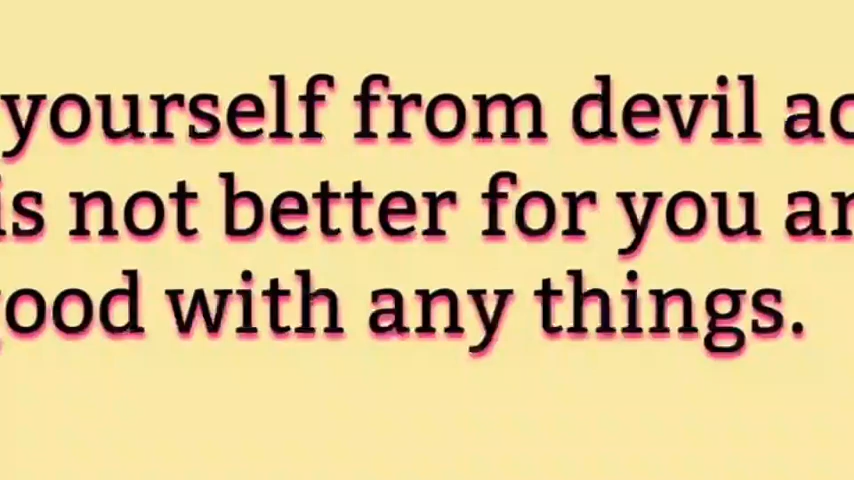 yourself from devil
is not better for you
with any things.